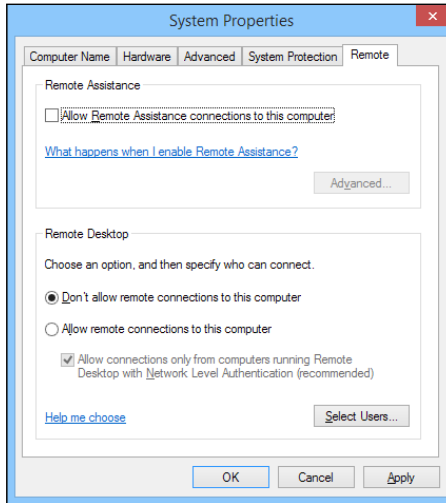 System Properties
Computer Name
Hardware
Advanced
System Protection
Remote
Remote Assistance
Allow Remote Assistance connections to this computer
What happens when I enable Remote Assistance?
Advanced...
Remote Desktop
Choose an option, and then specify who can connect.
Don't allow remote connections to this computer
Allow remote connections to this computer
Allow connections only from computers running Remote
Desktop with Network Level Authentication (recommended)
Help me choose
Select Users...
OK
Cancel
Apply